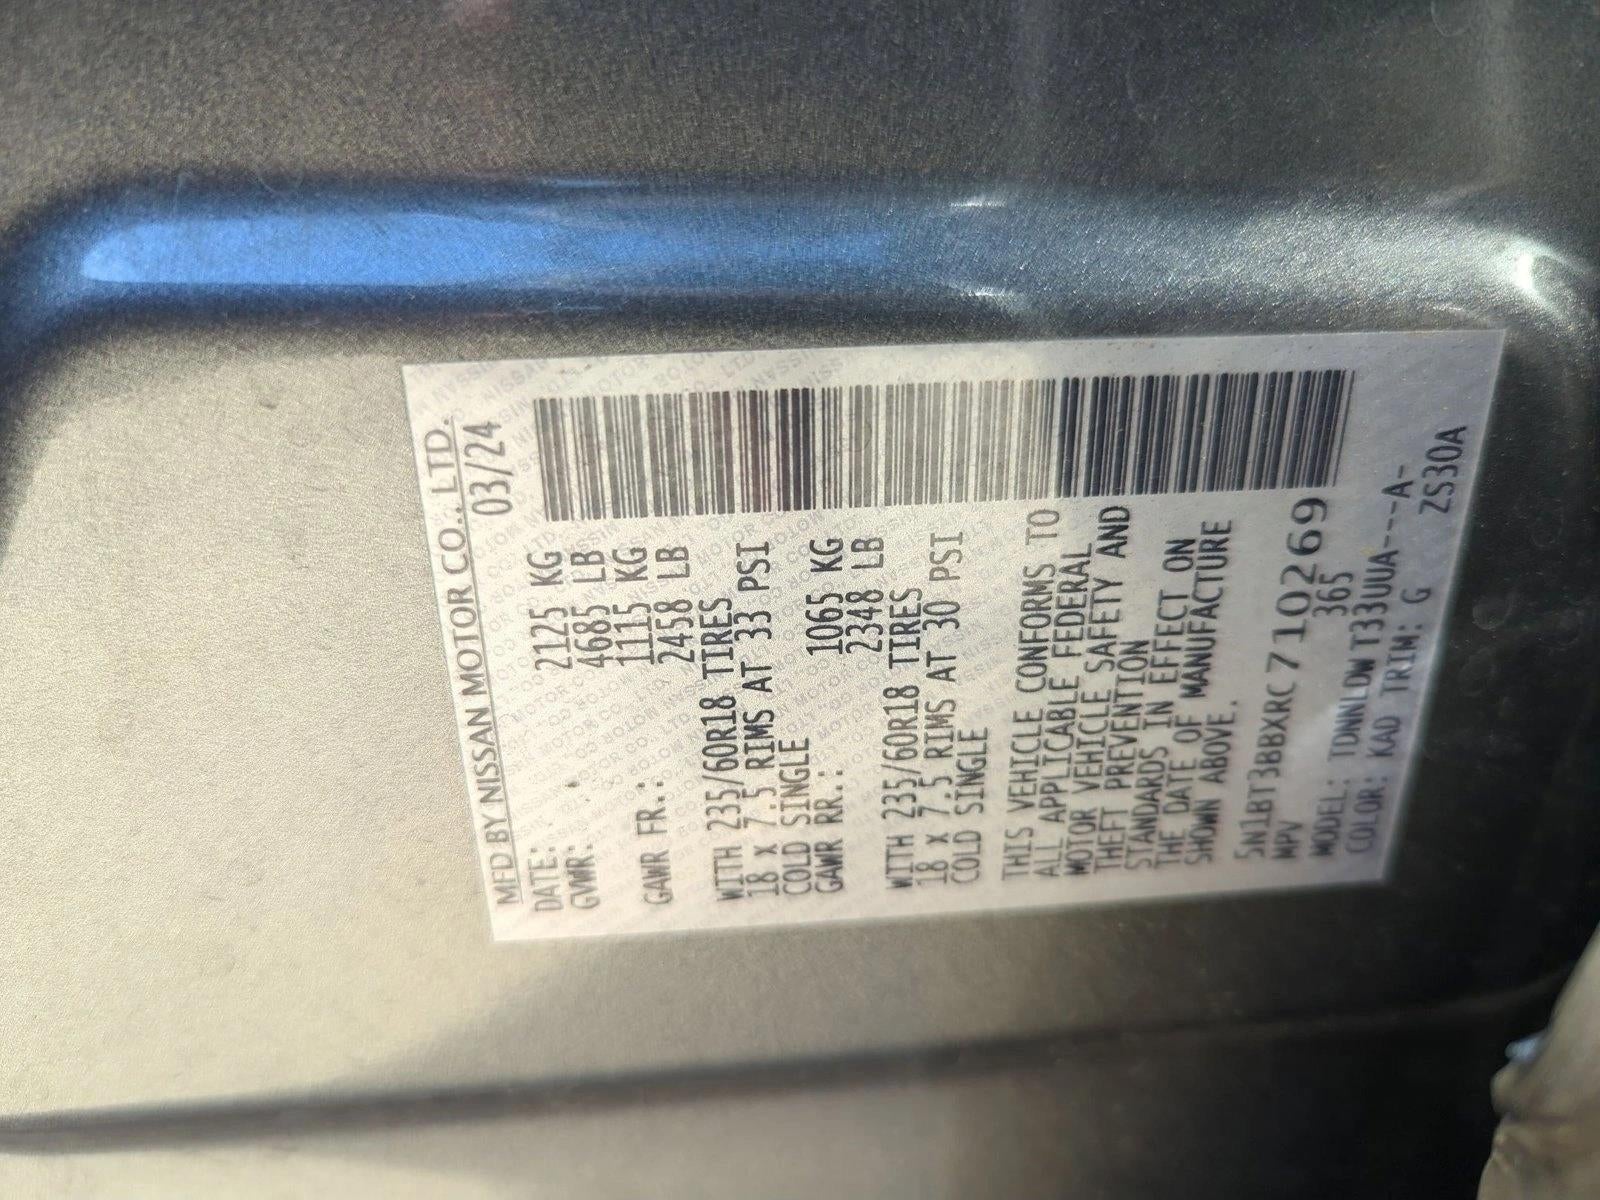 MFD BY NISSAN MOTOR CO., LTD.
DATE: 03/24
GVWR: 2125 KG
4685 LB
GAWR FR.: 1115 KG
2458 LB
WITH 235/60R18 TIRES
18 X 7.5 RIMS AT 33 PSI
COLD SINGLE
GAWR RR.: 1065 KG
2348 LB
WITH 235/60R18 TIRES
18 X 7.5 RIMS AT 30 PSI
COLD SINGLE
THIS VEHICLE CONFORMS TO
ALL APPLICABLE FEDERAL
MOTOR VEHICLE SAFETY AND
THEFT PREVENTION
STANDARDS IN EFFECT ON
THE DATE OF MANUFACTURE
SHOWN ABOVE.
5N1BT3BBXRC710269
MPV 365
MODEL: TDNNLDWT33UUA---A-
COLOR: KAD TRIM: G ZS30A